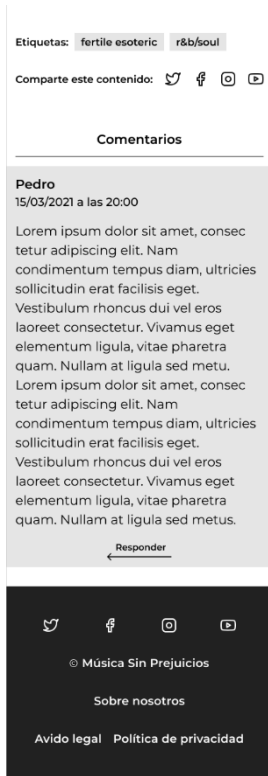 Etiquetas: fertile esoteric r&b/soul
Comparte este contenido:
Comentarios
Pedro
15/03/2021 a las 20:00
Lorem ipsum dolor sit amet, consec
tetur adipiscing elit. Nam
condimentum tempus diam, ultricies
sollicitudin erat facilisis eget.
Vestibulum rhoncus dui vel eros
laoreet consectetur. Vivamus eget
elementum ligula, vitae pharetra
quam. Nullam at ligula sed metu.
Lorem ipsum dolor sit amet, consec
tetur adipiscing elit. Nam
condimentum tempus diam, ultricies
sollicitudin erat facilisis eget.
Vestibulum rhoncus dui vel eros
laoreet consectetur. Vivamus eget
elementum ligula, vitae pharetra
quam. Nullam at ligula sed metus.
Responder
© Música Sin Prejuicios
Sobre nosotros
Avido legal Política de privacidad